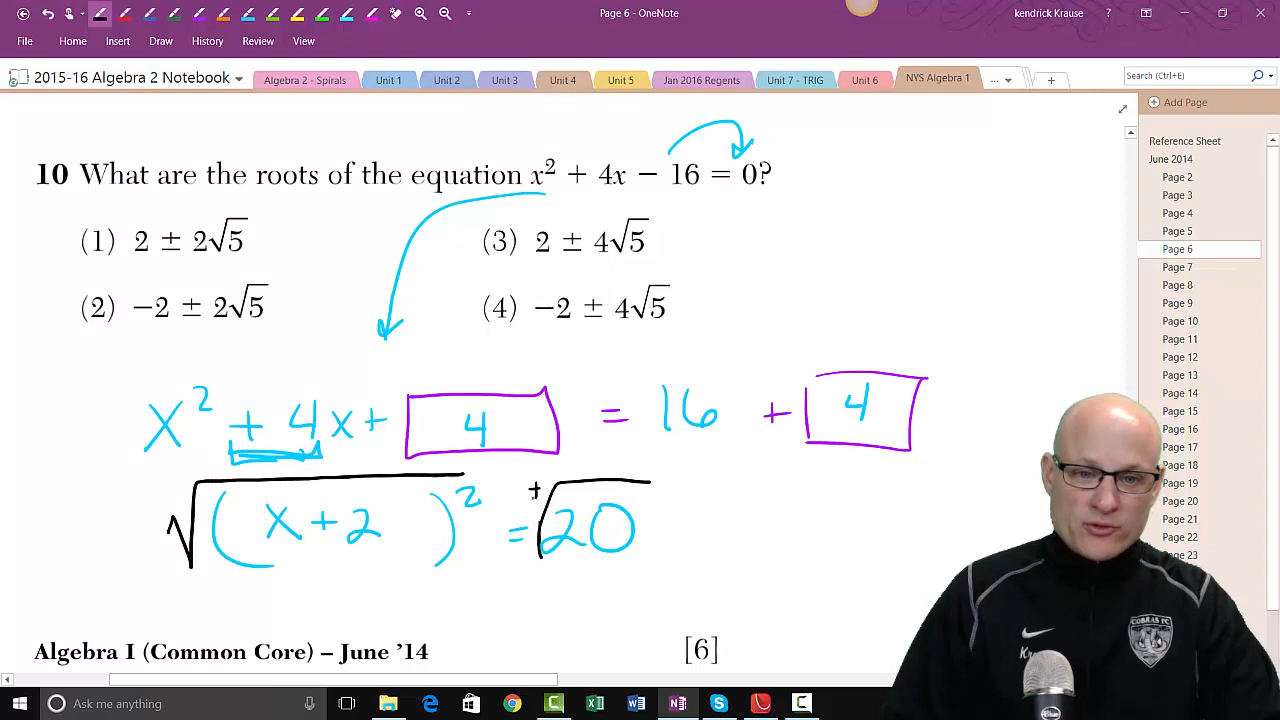 Page 6 - OneNote
kendrick Krause
?
File Home Insert Draw History Review View
2015-16 Algebra 2 Notebook
Algebra 2 - Spirals
Unit 1
Unit 2
Unit 3
Unit 4
Unit 5
Jan 2016 Regents
Unit 7 - TRIG
Unit 6
NYS Algebra 1
...
+
Search (Ctrl+E)
10 What are the roots of the equation x² + 4x − 16 = 0?
(1) 2 ± 2√5
(3) 2 ± 4√5
(2) −2 ± 2√5
(4) −2 ± 4√5
x² + 4x + 4 = 16 + 4
√(x+2)² = ±√20
Algebra I (Common Core) – June '14
[6]
Add Page
Reference Sheet
June 2014
Page 2
Page 3
Page 4
Page 5
Page 6
Page 7
Page 8
Page 9
Page 10
Page 11
Page 12
Page 13
Page 14
Page 15
Page 16
Page 17
Page 18
Page 19
Page 20
Page 21
Page 22
Page 23
COBRAS FC
Ask me anything